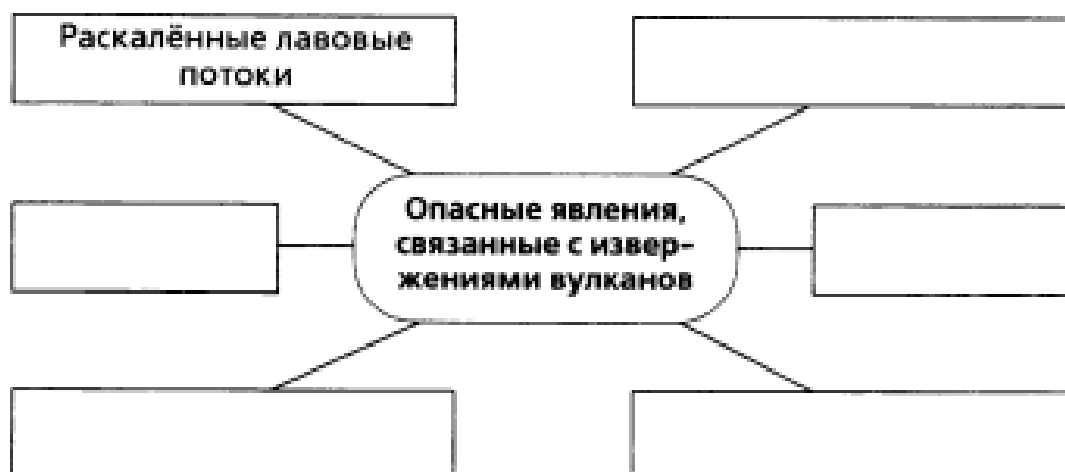 Раскалённые лавовые
потоки
Опасные явления,
связанные с извер-
жениями вулканов